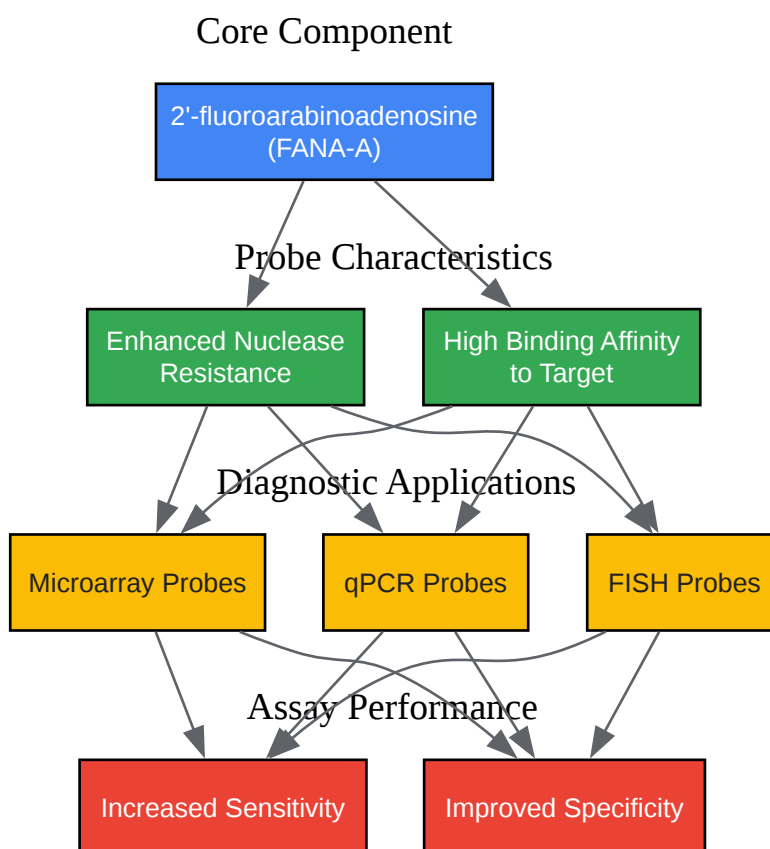 Core Component
2'-fluoroarabinoadenosine
(FANA-A)
Probe Characteristics
Enhanced Nuclease
Resistance
High Binding Affinity
to Target
Diagnostic Applications
Microarray Probes
qPCR Probes
FISH Probes
Assay Performance
Increased Sensitivity
Improved Specificity